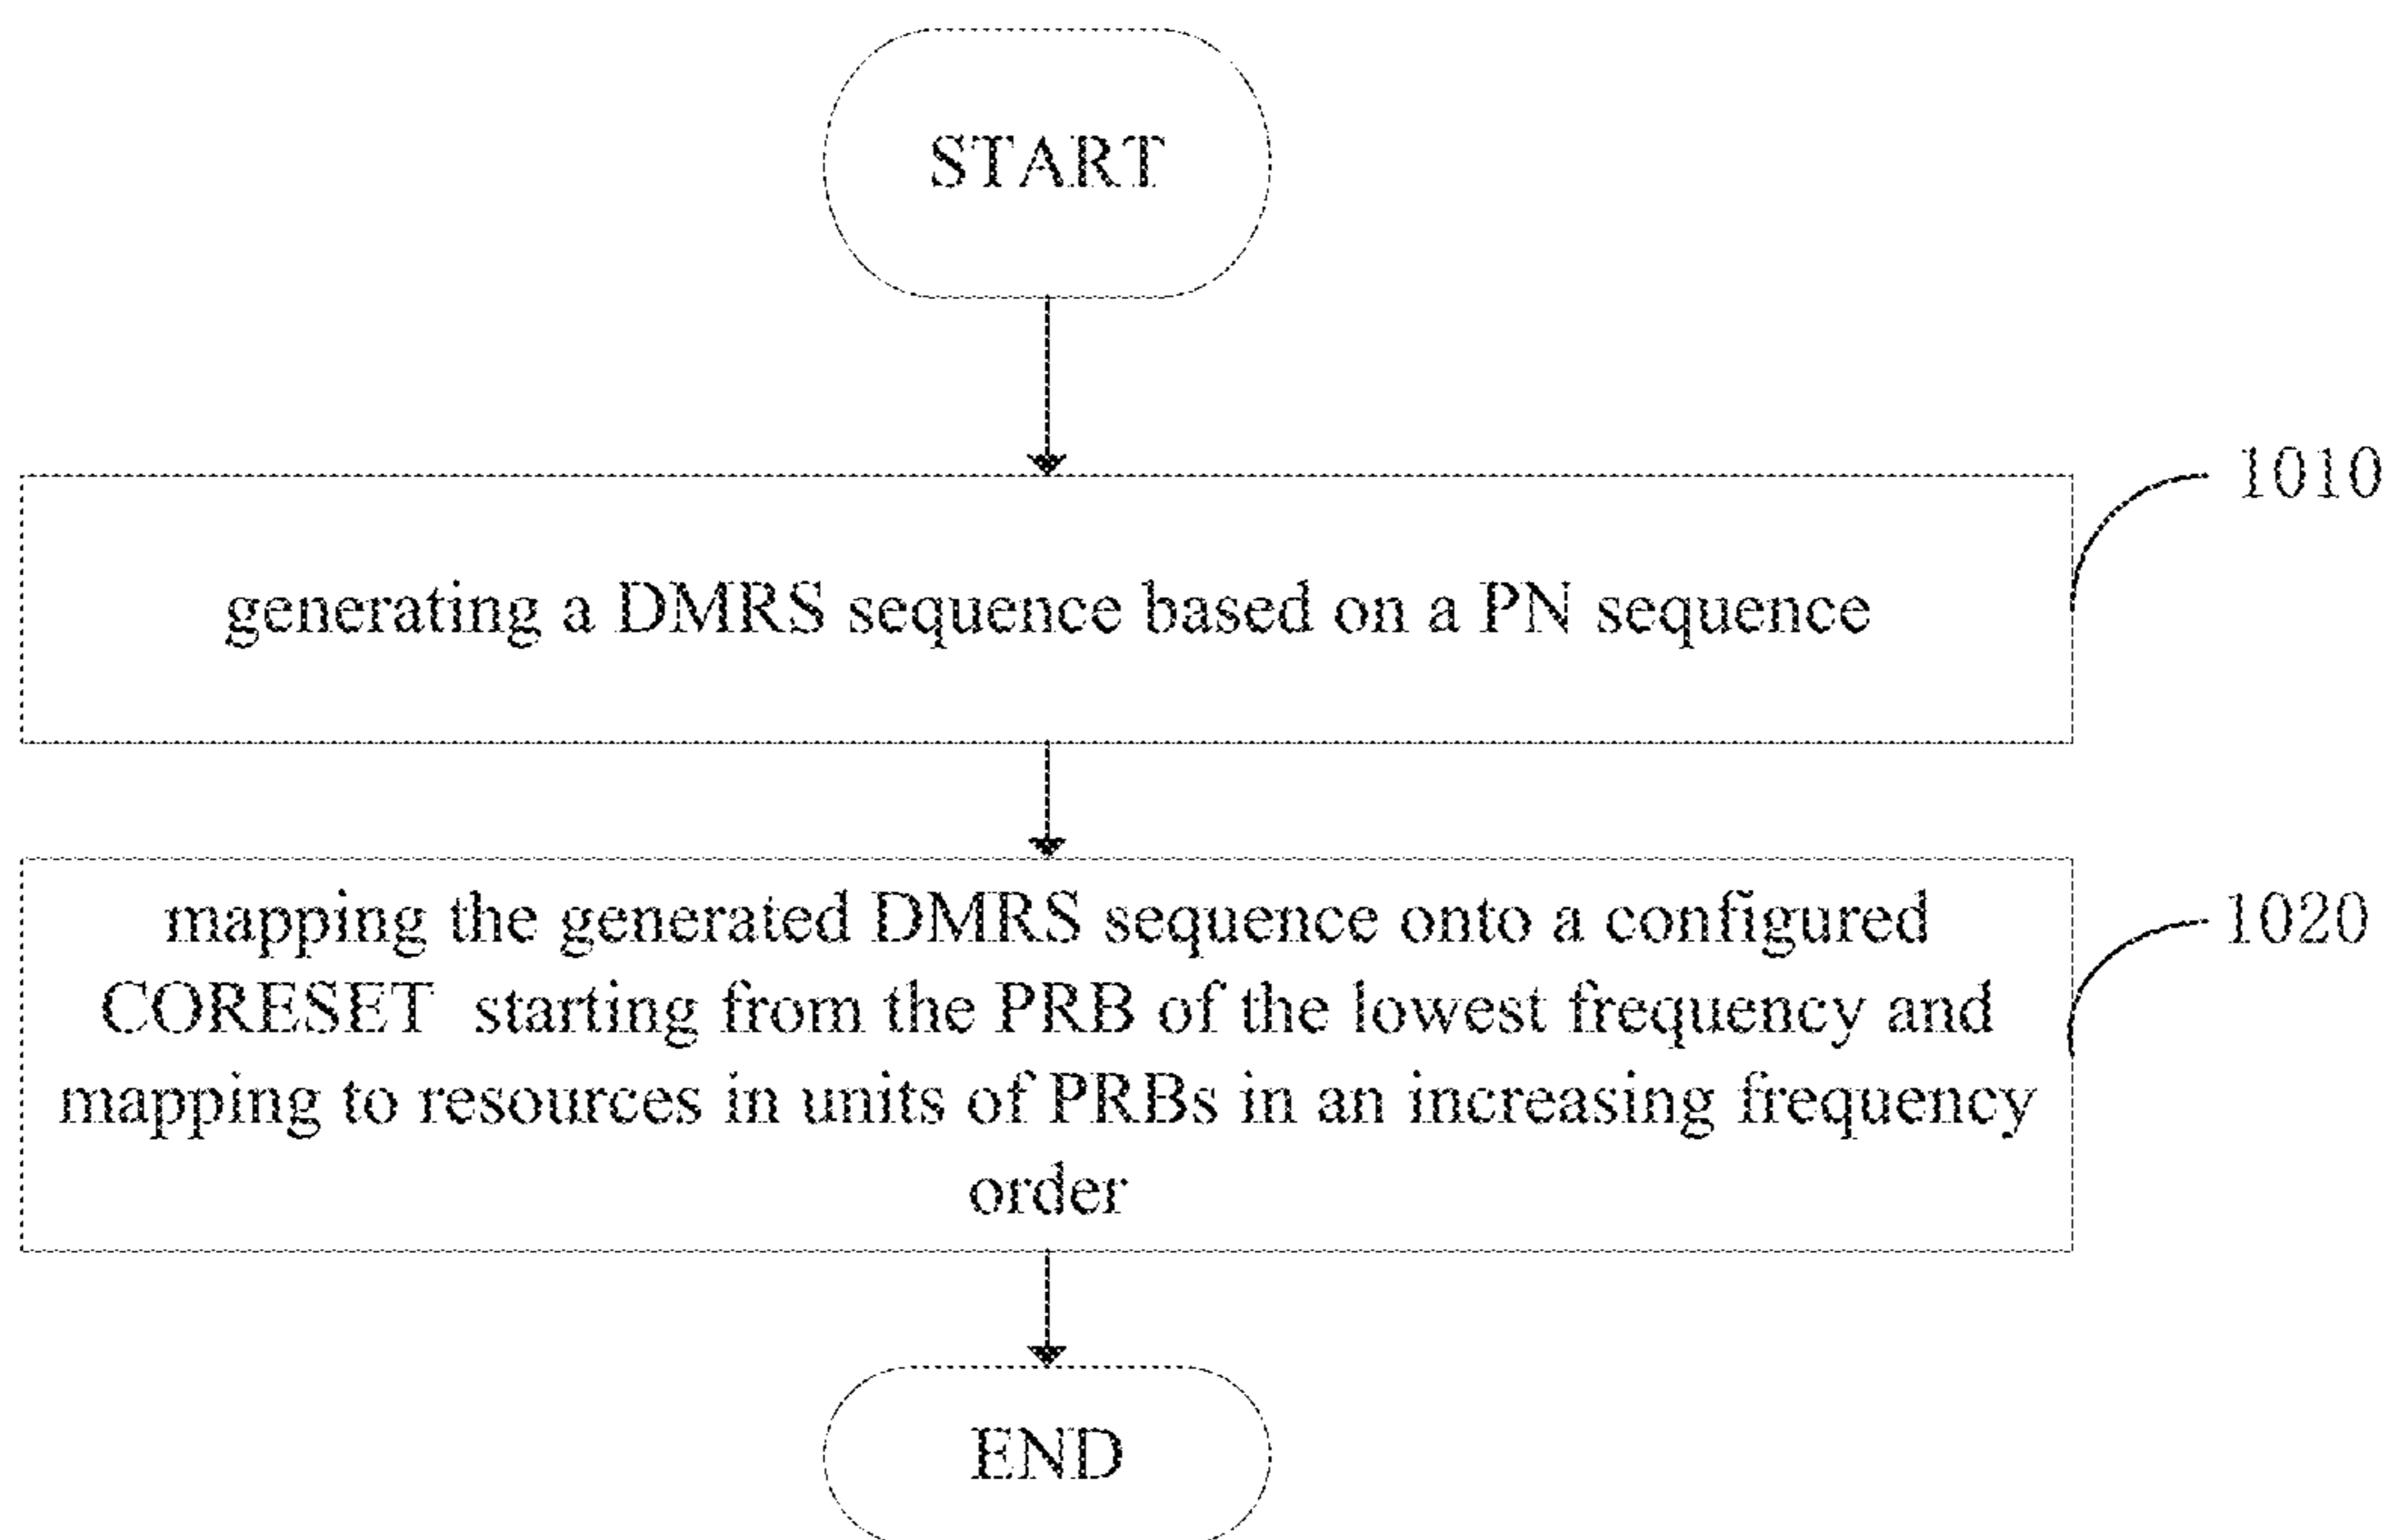 START
1010
generating a DMRS sequence based on a PN sequence
mapping the generated DMRS sequence onto a configured
1020
CORESET starting from the PRB of the lowest frequency and
mapping to resources in units of PRBs in an increasing frequency
order
END